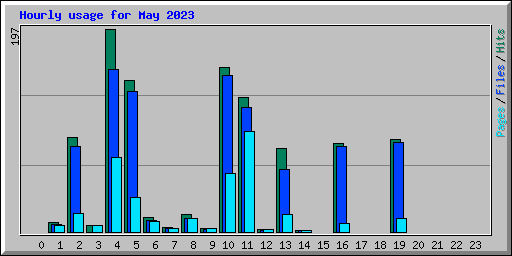 Hourly usage for May 2023
197
Pages/Files/Hits
0 1 2 3 4 5 6 7 8 9 10 11 12 13 14 15 16 17 18 19 20 21 22 23